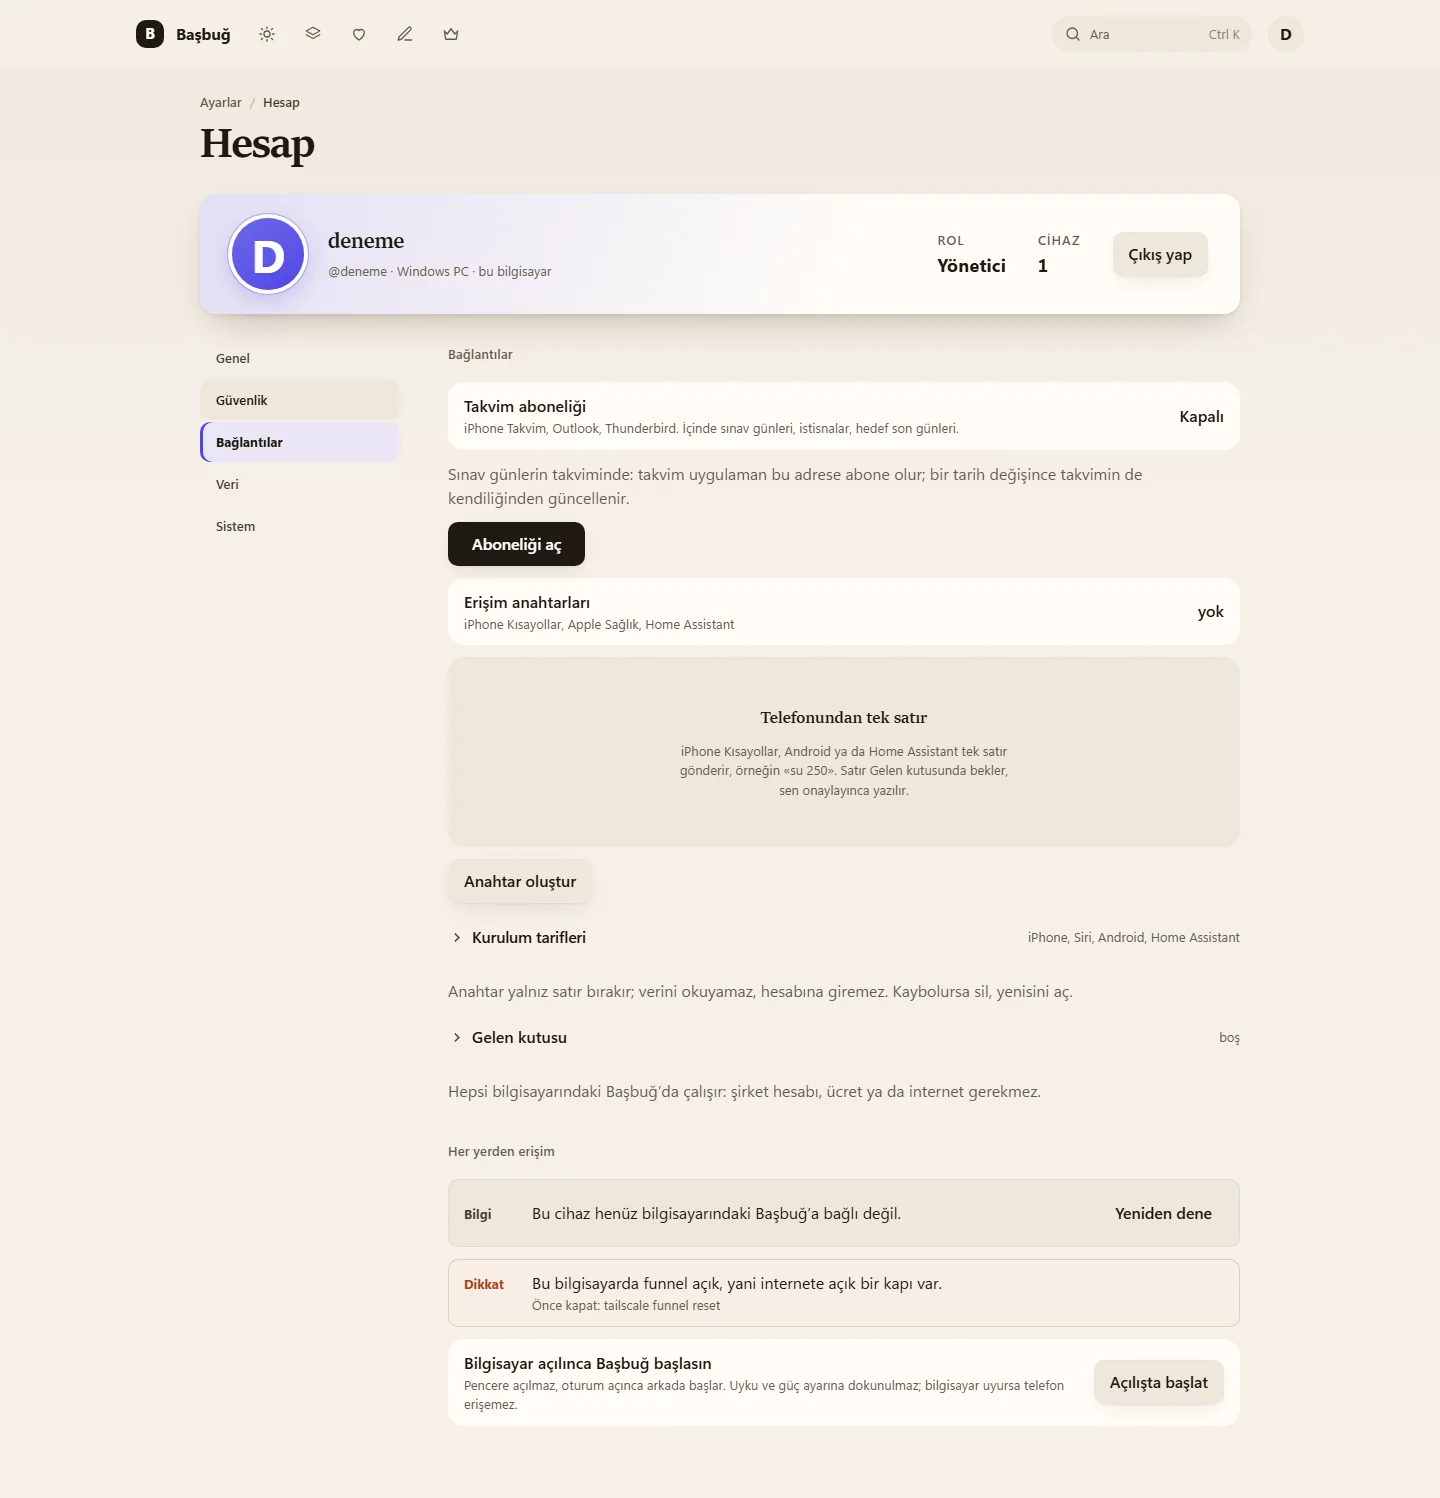 B Başbuğ
Ara Ctrl K
D
Ayarlar / Hesap
Hesap
D
deneme
@deneme · Windows PC · bu bilgisayar
ROL
Yönetici
CİHAZ
1
Çıkış yap
Genel
Güvenlik
Bağlantılar
Veri
Sistem
Bağlantılar
Takvim aboneliği
iPhone Takvim, Outlook, Thunderbird. İçinde sınav günleri, istisnalar, hedef son günleri.
Kapalı
Sınav günlerin takviminde: takvim uygulaman bu adrese abone olur; bir tarih değişince takvimin de
kendiliğinden güncellenir.
Aboneliği aç
Erişim anahtarları
iPhone Kısayollar, Apple Sağlık, Home Assistant
yok
Telefonundan tek satır
iPhone Kısayollar, Android ya da Home Assistant tek satır
gönderir, örneğin «su 250». Satır Gelen kutusunda bekler,
sen onaylayınca yazılır.
Anahtar oluştur
Kurulum tarifleri
iPhone, Siri, Android, Home Assistant
Anahtar yalnız satır bırakır; verini okuyamaz, hesabına giremez. Kaybolursa sil, yenisini aç.
Gelen kutusu
boş
Hepsi bilgisayarındaki Başbuğ’da çalışır: şirket hesabı, ücret ya da internet gerekmez.
Her yerden erişim
Bilgi
Bu cihaz henüz bilgisayarındaki Başbuğ’a bağlı değil.
Yeniden dene
Dikkat
Bu bilgisayarda funnel açık, yani internete açık bir kapı var.
Önce kapat: tailscale funnel reset
Bilgisayar açılınca Başbuğ başlasın
Pencere açılmaz, oturum açınca arkada başlar. Uyku ve güç ayarına dokunulmaz; bilgisayar uyursa telefon
erişemez.
Açılışta başlat